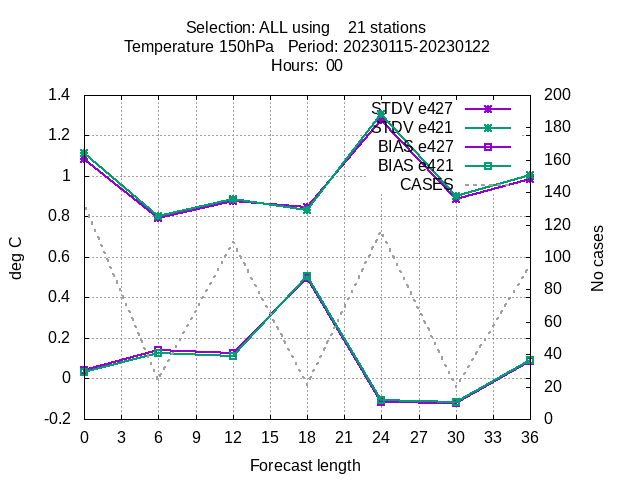 Selection: ALL using 21 stations
Temperature 150hPa Period: 20230115-20230122
Hours: 00
STDV e427
STDV e421
BIAS e427
BIAS e421
CASES
1.4
1.2
1
0.8
0.6
0.4
0.2
0
-0.2
deg C
200
180
160
140
120
100
80
60
40
20
0
No cases
0 3 6 9 12 15 18 21 24 27 30 33 36
Forecast length